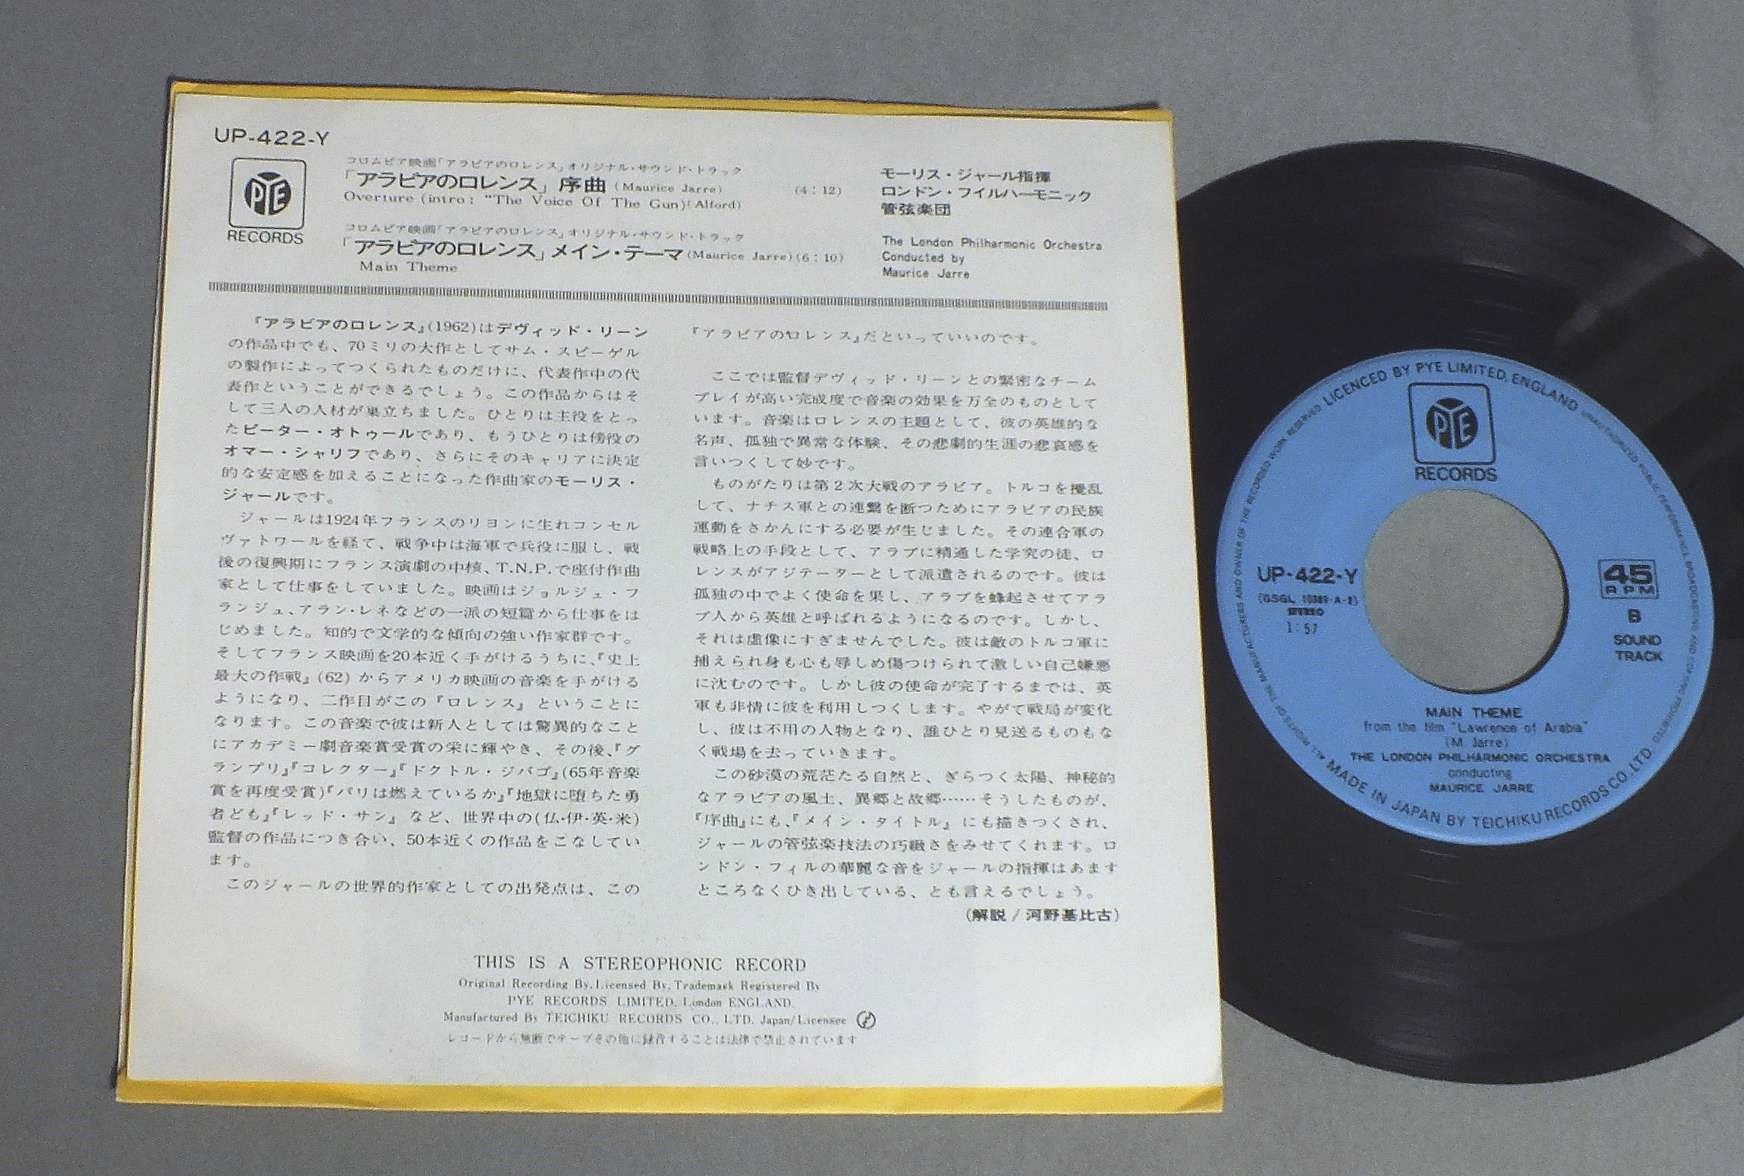 UP-422-Y
PYE
RECORDS
コロムビア映画「アラビアのロレンス」オリジナル・サウンド・トラック
「アラビアのロレンス」序曲 (Maurice Jarre) (4:12)
Overture (intro: "The Voice Of The Gun)(Alford)
コロムビア映画「アラビアのロレンス」オリジナル・サウンド・トラック
「アラビアのロレンス」メイン・テーマ (Maurice Jarre) (6:10)
Main Theme
モーリス・ジャール指揮
ロンドン・フイルハーモニック
管弦楽団
The London Philharmonic Orchestra
Conducted by
Maurice Jarre
『アラビアのロレンス』(1962)はデヴィッド・リーン
の作品中でも、70ミリの大作としてサム・スピーゲル
の製作によってつくられたものだけに、代表作中の代
表作ということができるでしょう。この作品からはそ
して三人の人材が巣立ちました。ひとりは主役をとっ
たピーター・オトゥールであり、もうひとりは傍役の
オマー・シャリフであり、さらにそのキャリアに決定
的な安定感を加えることになった作曲家のモーリス・
ジャールです。
ジャールは1924年フランスのリヨンに生れコンセル
ヴァトワールを経て、戦争中は海軍で兵役に服し、戦
後の復興期にフランス演劇の中核、T.N.P.で座付作曲
家として仕事をしていました。映画はジョルジュ・フ
ランジュ、アラン・レネなどの一派の短篇から仕事をは
じめました。知的で文学的な傾向の強い作家群です。
そしてフランス映画を20本近く手がけるうちに、『史上
最大の作戦』(62)からアメリカ映画の音楽を手がける
ようになり、二作目がこの『ロレンス』ということに
なります。この音楽で彼は新人としては驚異的なこと
にアカデミー劇音楽賞受賞の栄に輝やき、その後、『グ
ランプリ』『コレクター』『ドクトル・ジバゴ』(65年音楽
賞を再度受賞)『パリは燃えているか』『地獄に堕ちた勇
者ども』『レッド・サン』など、世界中の(仏・伊・英・米)
監督の作品につき合い、50本近くの作品をこなしてい
ます。
このジャールの世界的作家としての出発点は、この
『アラビアのロレンス』だといっていいのです。
ここでは監督デヴィッド・リーンとの緊密なチーム
プレイが高い完成度で音楽の効果を万全のものとして
います。音楽はロレンスの主題として、彼の英雄的な
名声、孤独で異常な体験、その悲劇的生涯の悲哀感を
言いつくして妙です。
ものがたりは第2次大戦のアラビア。トルコを攪乱
して、ナチス軍との連繋を断つためにアラビアの民族
運動をさかんにする必要が生じました。その連合軍の
戦略上の手段として、アラブに精通した学究の徒、ロ
レンスがアジテーターとして派遣されるのです。彼は
孤独の中でよく使命を果し、アラブを蜂起させてアラ
ブ人から英雄と呼ばれるようになるのです。しかし、
それは虚像にすぎませんでした。彼は敵のトルコ軍に
捕えられ身も心も辱しめ傷つけられて激しい自己嫌悪
に沈むのです。しかし彼の使命が完了するまでは、英
軍も非情に彼を利用しつくします。やがて戦局が変化
し、彼は不用の人物となり、誰ひとり見送るものもな
く戦場を去っていきます。
この砂漠の荒茫たる自然と、ぎらつく太陽、神秘的
なアラビアの風土、異郷と故郷……そうしたものが、
『序曲』にも、『メイン・タイトル』にも描きつくされ、
ジャールの管弦楽技法の巧緻さをみせてくれます。ロ
ンドン・フィルの華麗な音をジャールの指揮はあます
ところなくひき出している、とも言えるでしょう。
(解説/河野基比古)
THIS IS A STEREOPHONIC RECORD
Original Recording By, Licensed By, Trademark Registered By
PYE RECORDS LIMITED, London ENGLAND.
Manufactured By TEICHIKU RECORDS CO., LTD. Japan/Licensee
レコードから無断でテープその他に録音することは法律で禁止されています
LICENCED BY PYE LIMITED, ENGLAND
PYE
RECORDS
UP-422-Y
STEREO
1:57
45
RPM
B
SOUND
TRACK
MAIN THEME
from the film "Lawrence of Arabia"
(M. Jarre)
THE LONDON PHILHARMONIC ORCHESTRA
conducting
MAURICE JARRE
MADE IN JAPAN BY TEICHIKU RECORDS CO., LTD